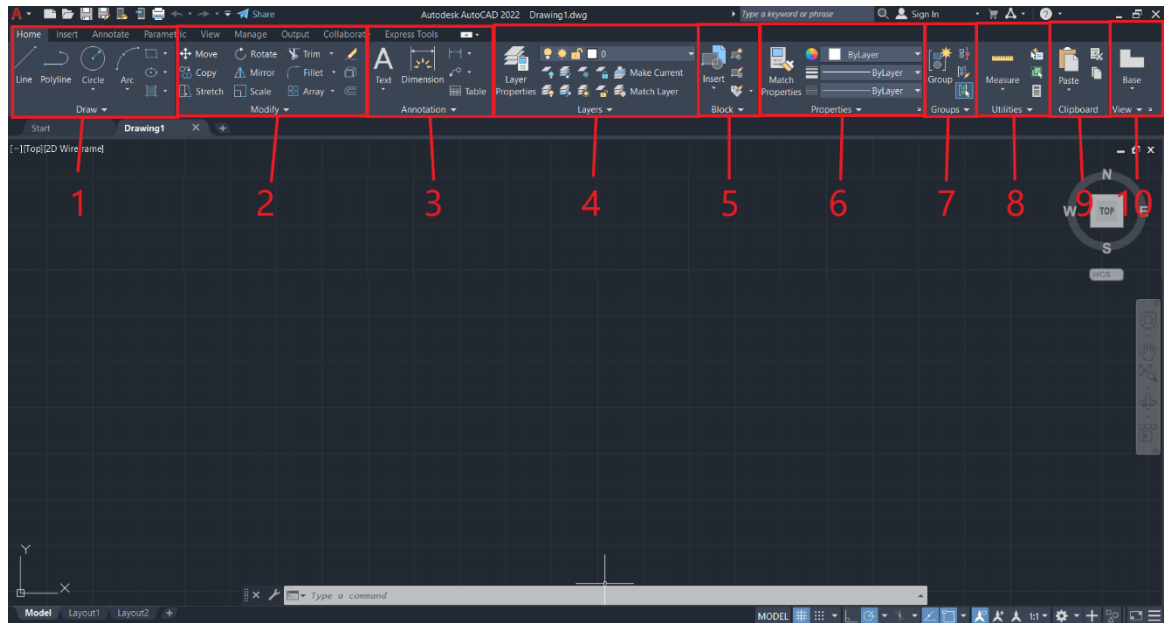 A Share Autodesk AutoCAD 2022 Drawing1.dwg Type a keyword or phrase Sign In
Home Insert Annotate Parametric View Manage Output Collaborate Express Tools
Move Rotate Trim 0 ByLayer
Copy Mirror Fillet Make Current ByLayer
Line Polyline Circle Arc Text Dimension Layer Properties Insert Match Properties Group Measure Paste Base
Stretch Scale Array Table Match Layer ByLayer
Draw Modify Annotation Layers Block Properties Groups Utilities Clipboard View
Start Drawing1
[−][Top][2D Wireframe]
1 2 3 4 5 6 7 8 9 10
N
W TOP E
S
WCS
Y
X
Type a command
Model Layout1 Layout2 MODEL 1:1